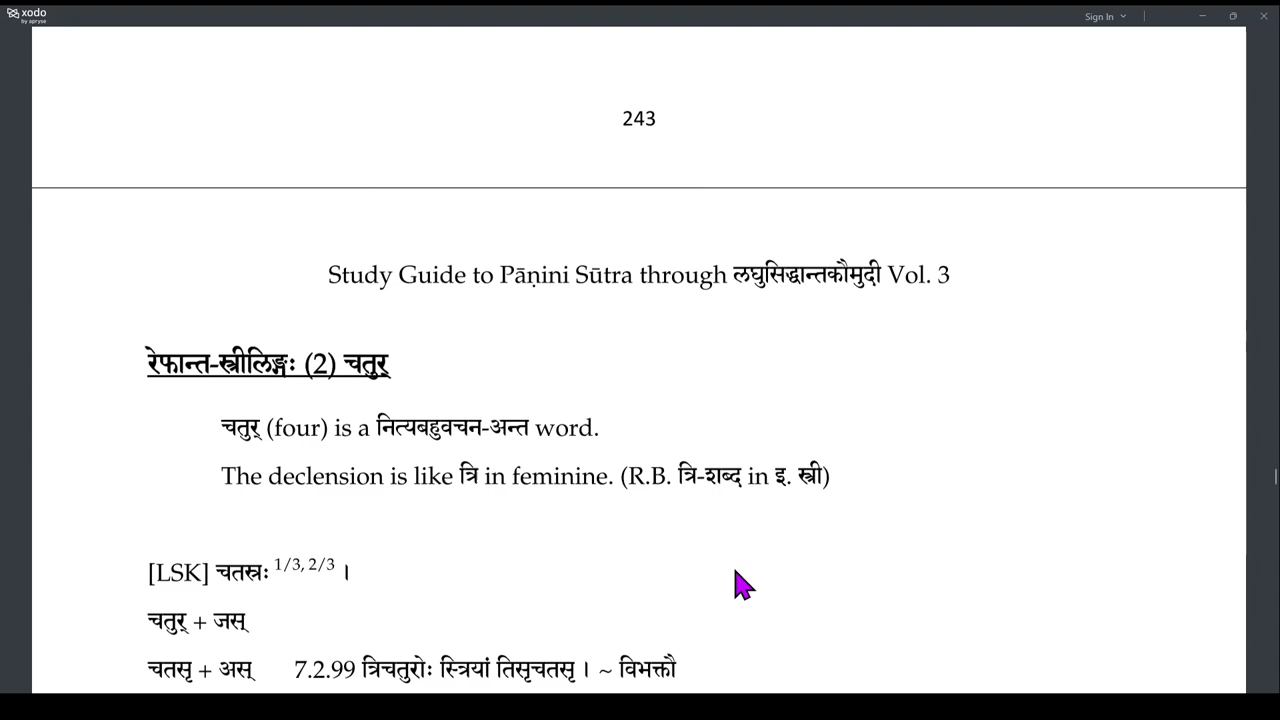 xodo
by apryse
Sign In
243
Study Guide to Pāṇini Sūtra through लघुसिद्धान्तकौमुदी Vol. 3
रेफान्त-स्त्रीलिङ्गः (2) चतुर्
चतुर् (four) is a नित्यबहुवचन-अन्त word.
The declension is like त्रि in feminine. (R.B. त्रि-शब्द in इ. स्त्री)
[LSK] चतस्रः 1/3, 2/3 ।
चतुर् + जस्
चतसृ + अस् 7.2.99 त्रिचतुरोः स्त्रियां तिसृचतसृ । ~ विभक्तौ